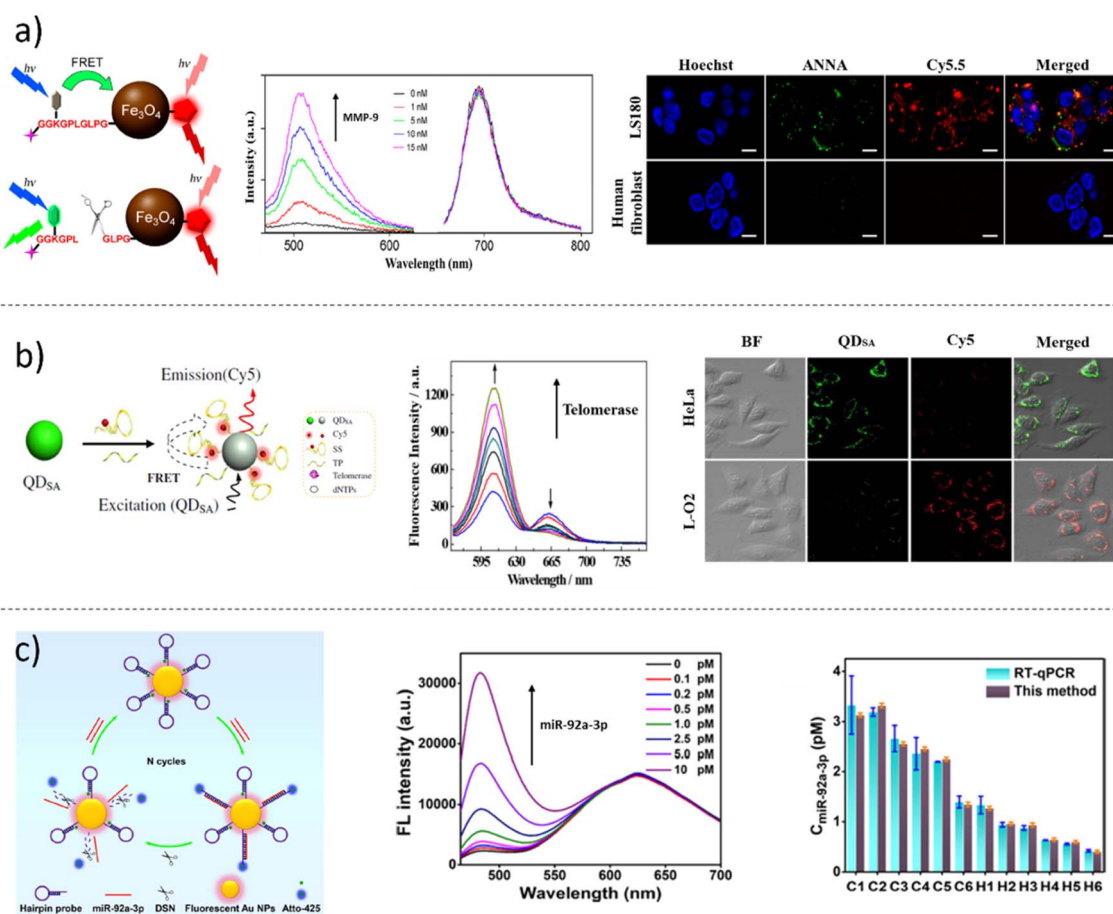 a)
hν
FRET
hν
Fe3O4
GGKGPLGLPG
hν
hν
Fe3O4
GGKGPL
GLPG
Intensity (a.u.)
MMP-9
0 nM
1 nM
5 nM
10 nM
15 nM
500
600
700
800
Wavelength (nm)
Hoechst
ANNA
Cy5.5
Merged
LS180
Human
fibroblast
b)
QDSA
Emission(Cy5)
FRET
Excitation (QDSA)
QDSA
Cy5
SS
TP
Telomerase
dNTPs
Fluorescence Intensity / a.u.
1200
900
600
300
0
Telomerase
595
630
665
700
735
Wavelength / nm
BF
QDSA
Cy5
Merged
HeLa
L-O2
c)
N cycles
Hairpin probe
miR-92a-3p
DSN
Fluorescent Au NPs
Atto-425
FL intensity (a.u.)
30000
20000
10000
0
miR-92a-3p
0 pM
0.1 pM
0.2 pM
0.5 pM
1.0 pM
2.5 pM
5.0 pM
10 pM
500
550
600
650
700
Wavelength (nm)
CmiR-92a-3p (pM)
4
3
2
1
0
RT-qPCR
This method
C1 C2 C3 C4 C5 C6 H1 H2 H3 H4 H5 H6